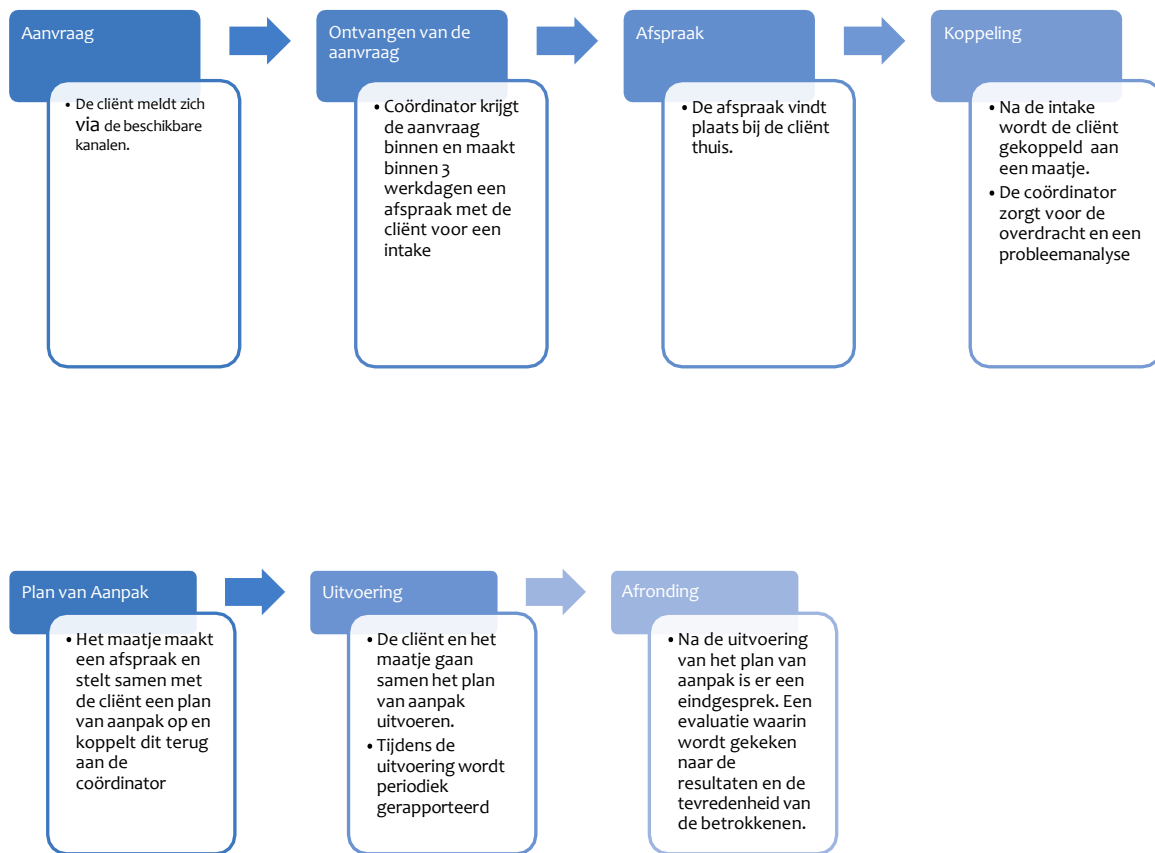 Aanvraag
• De cliënt meldt zich
via de beschikbare
kanalen.
Ontvangen van de
aanvraag
• Coördinator krijgt
de aanvraag
binnen en maakt
binnen 3
werkdagen een
afspraak met de
cliënt voor een
intake
Afspraak
• De afspraak vindt
plaats bij de cliënt
thuis.
Koppeling
• Na de intake
wordt de cliënt
gekoppeld aan
een maatje.
• De coördinator
zorgt voor de
overdracht en een
probleemanalyse
Plan van Aanpak
• Het maatje maakt
een afspraak en
stelt samen met
de cliënt een plan
van aanpak op en
koppelt dit terug
aan de
coördinator
Uitvoering
• De cliënt en het
maatje gaan
samen het plan
van aanpak
uitvoeren.
• Tijdens de
uitvoering wordt
periodiek
gerapporteerd
Afronding
• Na de uitvoering
van het plan van
aanpak is er een
eindgesprek. Een
evaluatie waarin
wordt gekeken
naar de
resultaten en de
tevredenheid van
de betrokkenen.